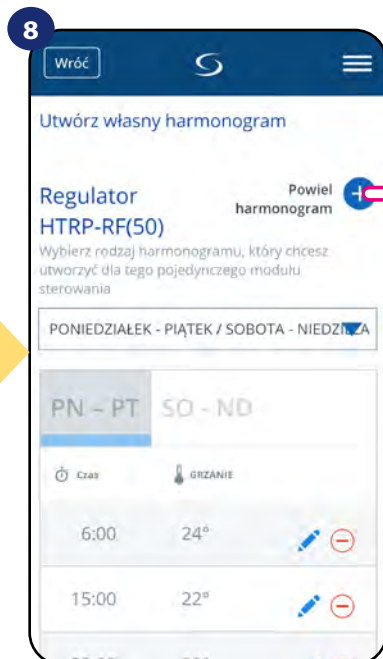 8
Wróć
Utwórz własny harmonogram
Regulator
HTRP-RF(50)
Powiel
harmonogram
Wybierz rodzaj harmonogramu, który chcesz
utworzyć dla tego pojedynczego modułu
sterowania
PONIEDZIAŁEK - PIĄTEK / SOBOTA - NIEDZIELA
PN – PT SO - ND
Czas GRZANIE
6:00 24°
15:00 22°